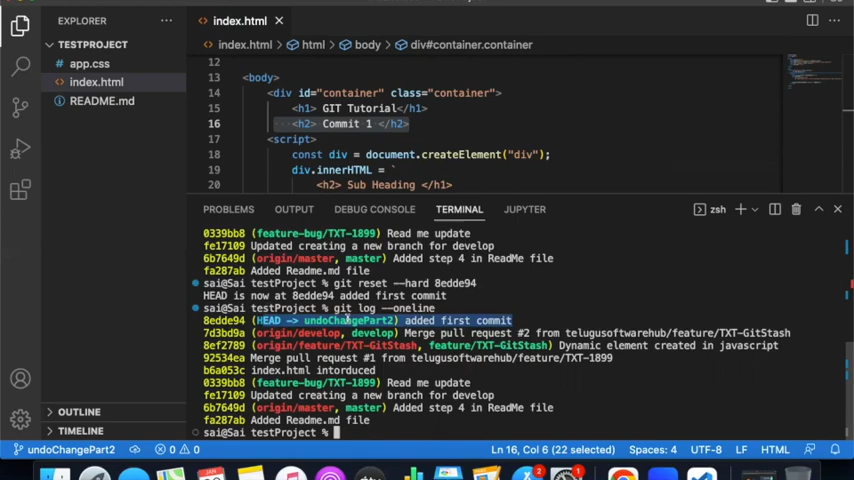 EXPLORER
TESTPROJECT
app.css
index.html
README.md
OUTLINE
TIMELINE
index.html
index.html > html > body > div#container.container
12
13 <body>
14 <div id="container" class="container">
15 <h1> GIT Tutorial</h1>
16 <h2> Commit 1 </h2>
17 <script>
18 const div = document.createElement("div");
19 div.innerHTML = `
20 <h2> Sub Heading </h1>
PROBLEMS OUTPUT DEBUG CONSOLE TERMINAL JUPYTER
zsh
0339bb8 (feature-bug/TXT-1899) Read me update
fe17109 Updated creating a new branch for develop
6b7649d (origin/master, master) Added step 4 in ReadMe file
fa287ab Added Readme.md file
sai@Sai testProject % git reset --hard 8edde94
HEAD is now at 8edde94 added first commit
sai@Sai testProject % git log --oneline
8edde94 (HEAD -> undoChangePart2) added first commit
7d3bd9a (origin/develop, develop) Merge pull request #2 from telugusoftwarehub/feature/TXT-GitStash
8ef2789 (origin/feature/TXT-GitStash, feature/TXT-GitStash) Dynamic element created in javascript
92534ea Merge pull request #1 from telugusoftwarehub/feature/TXT-1899
b6a053c index.html intorduced
0339bb8 (feature-bug/TXT-1899) Read me update
fe17109 Updated creating a new branch for develop
6b7649d (origin/master, master) Added step 4 in ReadMe file
fa287ab Added Readme.md file
sai@Sai testProject %
undoChangePart2 0 0 Ln 16, Col 6 (22 selected) Spaces: 4 UTF-8 LF HTML
2 1